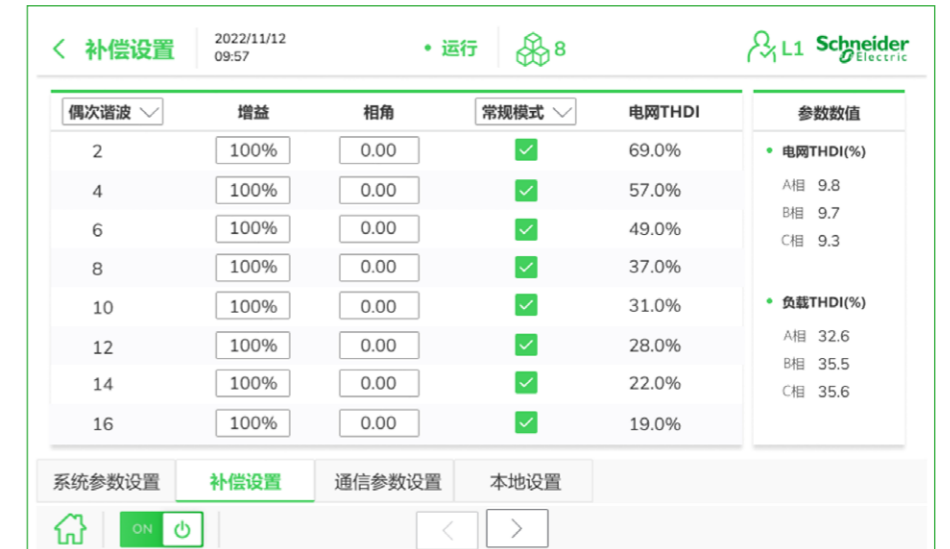 补偿设置
2022/11/12
09:57
运行
8
L1
Schneider
Electric
偶次谐波 增益 相角 常规模式 电网THDI
2 100% 0.00 69.0%
4 100% 0.00 57.0%
6 100% 0.00 49.0%
8 100% 0.00 37.0%
10 100% 0.00 31.0%
12 100% 0.00 28.0%
14 100% 0.00 22.0%
16 100% 0.00 19.0%
参数数值
电网THDI(%)
A相 9.8
B相 9.7
C相 9.3
负载THDI(%)
A相 32.6
B相 35.5
C相 35.6
系统参数设置 补偿设置 通信参数设置 本地设置
ON